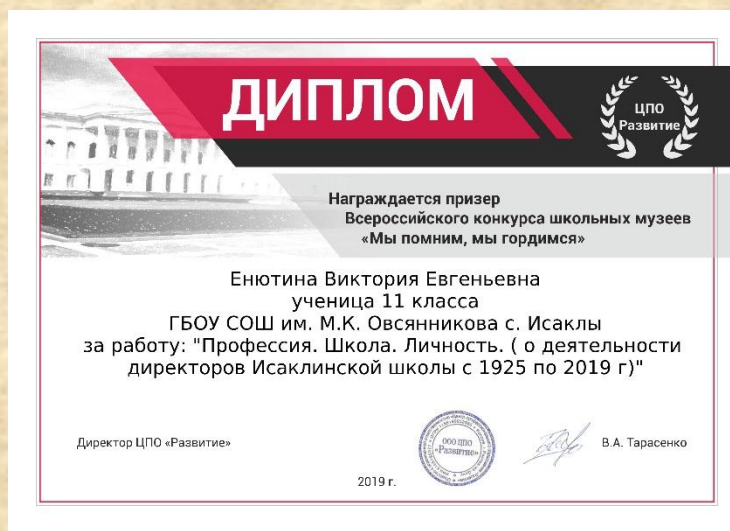 ДИПЛОМ
ЦПО
Развитие
Награждается призер
Всероссийского конкурса школьных музеев
«Мы помним, мы гордимся»
Енютина Виктория Евгеньевна
ученица 11 класса
ГБОУ СОШ им. М.К. Овсянникова с. Исаклы
за работу: "Профессия. Школа. Личность. ( о деятельности
директоров Исаклинской школы с 1925 по 2019 г)"
Директор ЦПО «Развитие»
ООО ЦПО
«Развитие»
В.А. Тарасенко
2019 г.